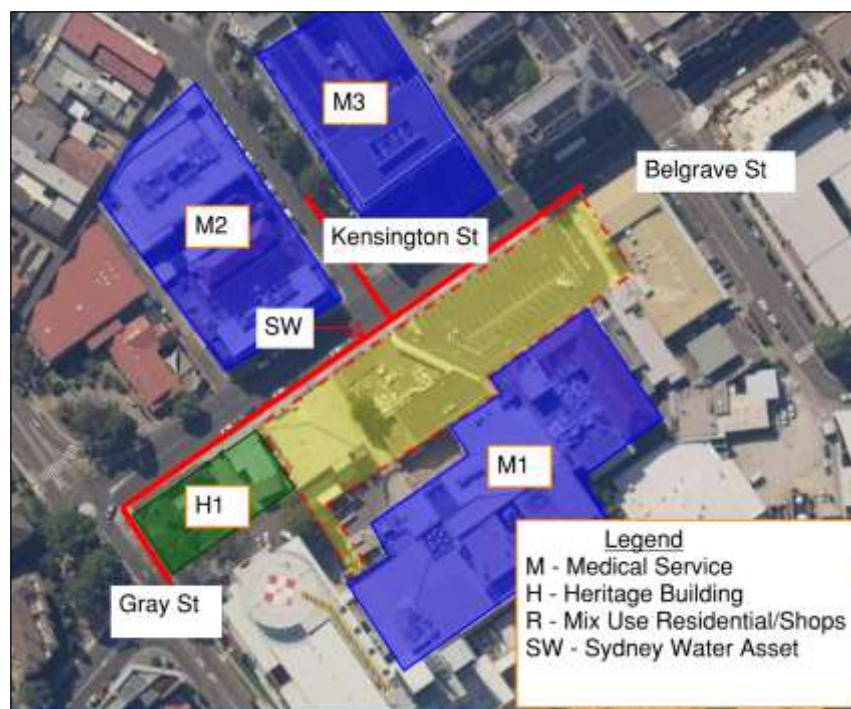 M3
Belgrave St
M2
Kensington St
SW
M1
H1
Gray St
Legend
M - Medical Service
H - Heritage Building
R - Mix Use Residential/Shops
SW - Sydney Water Asset